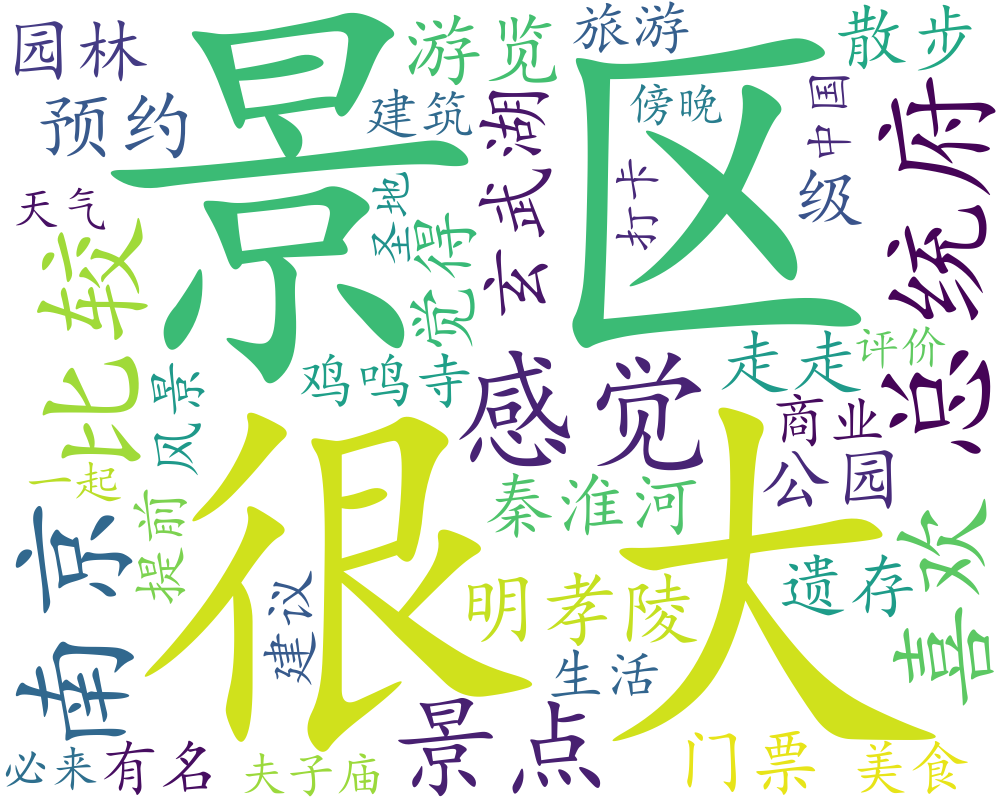 园林
景区
游览
旅游
散步
预约
建筑
玄武湖
傍晚
中国
总统府
天气
圣地
觉得
打卡
级
比较
风景
鸡鸣寺
感觉
走走
评价
商业
公园
一起
很大
秦淮河
喜欢
南京
提前
建议
明孝陵
遗存
生活
景点
门票
必来
有名
夫子庙
美食